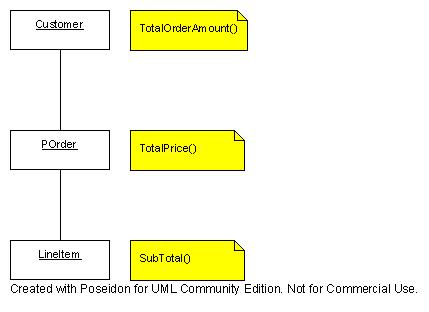 Customer
TotalOrderAmount()
POrder
TotalPrice()
LineItem
SubTotal()
Created with Poseidon for UML Community Edition. Not for Commercial Use.